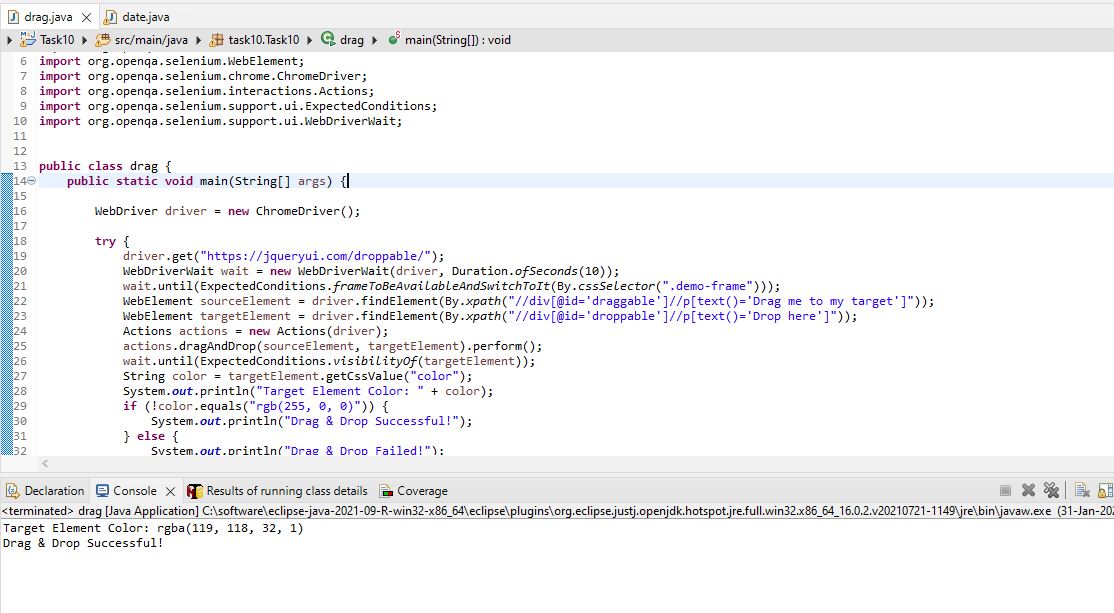 drag.java date.java
Task10 src/main/java task10.Task10 drag main(String[]) : void
6 import org.openqa.selenium.WebElement;
7 import org.openqa.selenium.chrome.ChromeDriver;
8 import org.openqa.selenium.interactions.Actions;
9 import org.openqa.selenium.support.ui.ExpectedConditions;
10 import org.openqa.selenium.support.ui.WebDriverWait;
11
12
13 public class drag {
14 public static void main(String[] args) {
15
16 WebDriver driver = new ChromeDriver();
17
18 try {
19 driver.get("https://jqueryui.com/droppable/");
20 WebDriverWait wait = new WebDriverWait(driver, Duration.ofSeconds(10));
21 wait.until(ExpectedConditions.frameToBeAvailableAndSwitchToIt(By.cssSelector(".demo-frame")));
22 WebElement sourceElement = driver.findElement(By.xpath("//div[@id='draggable']//p[text()='Drag me to my target']"));
23 WebElement targetElement = driver.findElement(By.xpath("//div[@id='droppable']//p[text()='Drop here']"));
24 Actions actions = new Actions(driver);
25 actions.dragAndDrop(sourceElement, targetElement).perform();
26 wait.until(ExpectedConditions.visibilityOf(targetElement));
27 String color = targetElement.getCssValue("color");
28 System.out.println("Target Element Color: " + color);
29 if (!color.equals("rgb(255, 0, 0)")) {
30 System.out.println("Drag & Drop Successful!");
31 } else {
32 System.out.println("Drag & Drop Failed!");
Declaration Console Results of running class details Coverage
<terminated> drag [Java Application] C:\software\eclipse-java-2021-09-R-win32-x86_64\eclipse\plugins\org.eclipse.justj.openjdk.hotspot.jre.full.win32.x86_64_16.0.2.v20210721-1149\jre\bin\javaw.exe (31-Jan-202
Target Element Color: rgba(119, 118, 32, 1)
Drag & Drop Successful!